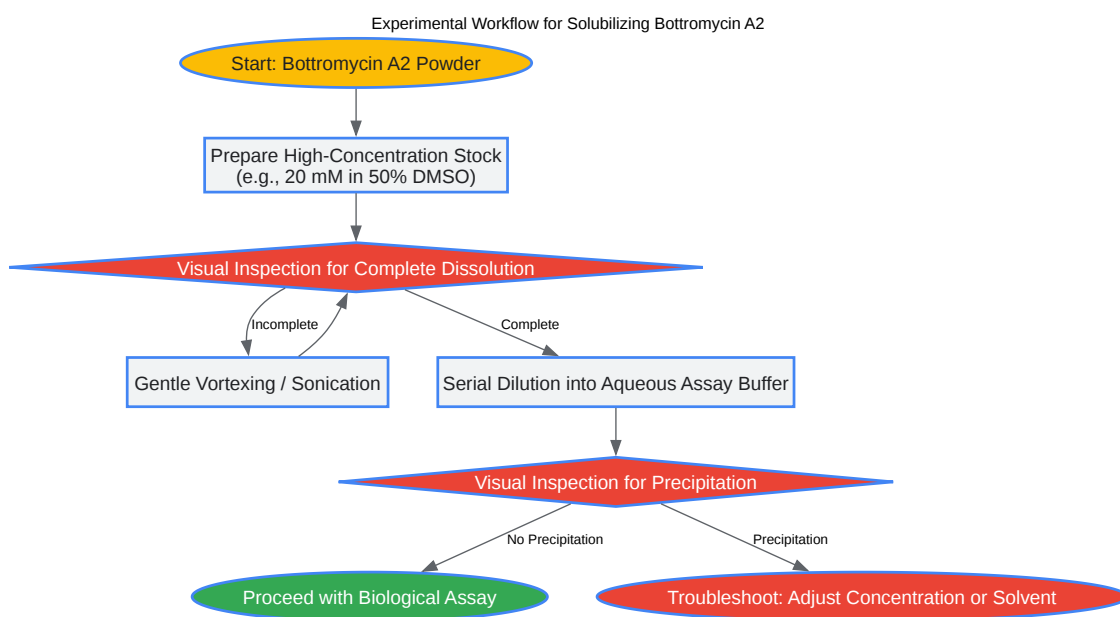 Experimental Workflow for Solubilizing Bottromycin A2
Start: Bottromycin A2 Powder
Prepare High-Concentration Stock
(e.g., 20 mM in 50% DMSO)
Visual Inspection for Complete Dissolution
Incomplete
Complete
Gentle Vortexing / Sonication
Serial Dilution into Aqueous Assay Buffer
Visual Inspection for Precipitation
No Precipitation
Precipitation
Proceed with Biological Assay
Troubleshoot: Adjust Concentration or Solvent